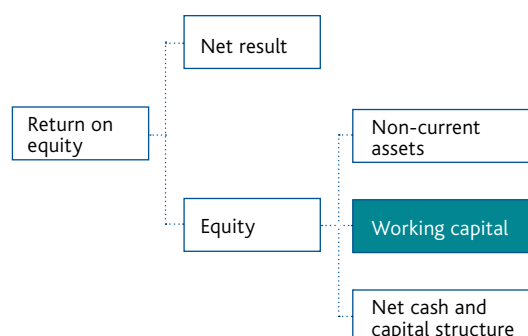 Net result
Return on
equity
Non-current
assets
Equity
Working capital
Net cash and
capital structure